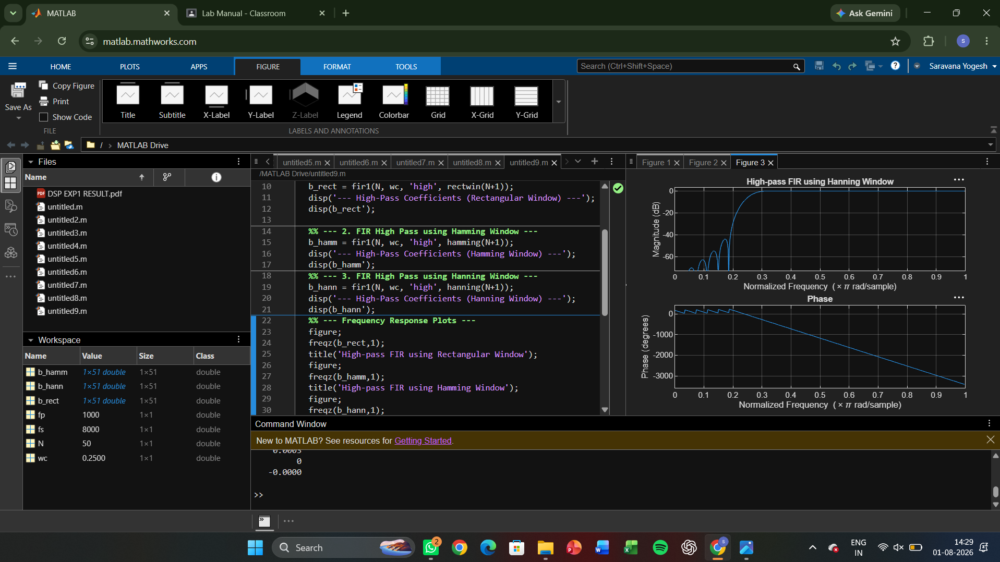 MATLAB
Lab Manual - Classroom
Ask Gemini
matlab.mathworks.com
S
HOME
PLOTS
APPS
FIGURE
FORMAT
TOOLS
Search (Ctrl+Shift+Space)
Saravana Yogesh
Save As
Copy Figure
Print
Show Code
FILE
Title
Subtitle
X-Label
Y-Label
Z-Label
Legend
Colorbar
Grid
X-Grid
Y-Grid
LABELS AND ANNOTATIONS
/ › MATLAB Drive
Files
Name
PDF DSP EXP1 RESULT.pdf
untitled.m
untitled2.m
untitled3.m
untitled4.m
untitled5.m
untitled6.m
untitled7.m
untitled8.m
untitled9.m
Workspace
Name Value Size Class
b_hamm 1×51 double 1×51 double
b_hann 1×51 double 1×51 double
b_rect 1×51 double 1×51 double
fp 1000 1×1 double
fs 8000 1×1 double
N 50 1×1 double
wc 0.2500 1×1 double
untitled5.m untitled6.m untitled7.m untitled8.m untitled9.m
/MATLAB Drive/untitled9.m
10 b_rect = fir1(N, wc, 'high', rectwin(N+1));
11 disp('--- High-Pass Coefficients (Rectangular Window) ---');
12 disp(b_rect');
13
14 %% --- 2. FIR High Pass using Hamming Window ---
15 b_hamm = fir1(N, wc, 'high', hamming(N+1));
16 disp('--- High-Pass Coefficients (Hamming Window) ---');
17 disp(b_hamm');
18 %% --- 3. FIR High Pass using Hanning Window ---
19 b_hann = fir1(N, wc, 'high', hanning(N+1));
20 disp('--- High-Pass Coefficients (Hanning Window) ---');
21 disp(b_hann');
22 %% --- Frequency Response Plots ---
23 figure;
24 freqz(b_rect,1);
25 title('High-pass FIR using Rectangular Window');
26 figure;
27 freqz(b_hamm,1);
28 title('High-pass FIR using Hamming Window');
29 figure;
30 freqz(b_hann,1);
Figure 1 Figure 2 Figure 3
High-pass FIR using Hanning Window
Magnitude (dB)
0
-20
-40
-60
0 0.1 0.2 0.3 0.4 0.5 0.6 0.7 0.8 0.9 1
Normalized Frequency (×π rad/sample)
Phase
Phase (degrees)
0
-1000
-2000
-3000
0 0.1 0.2 0.3 0.4 0.5 0.6 0.7 0.8 0.9 1
Normalized Frequency (×π rad/sample)
Command Window
New to MATLAB? See resources for Getting Started.
0.0003
0
-0.0000
>>
Search
2
ENG
IN
14:29
01-08-2026